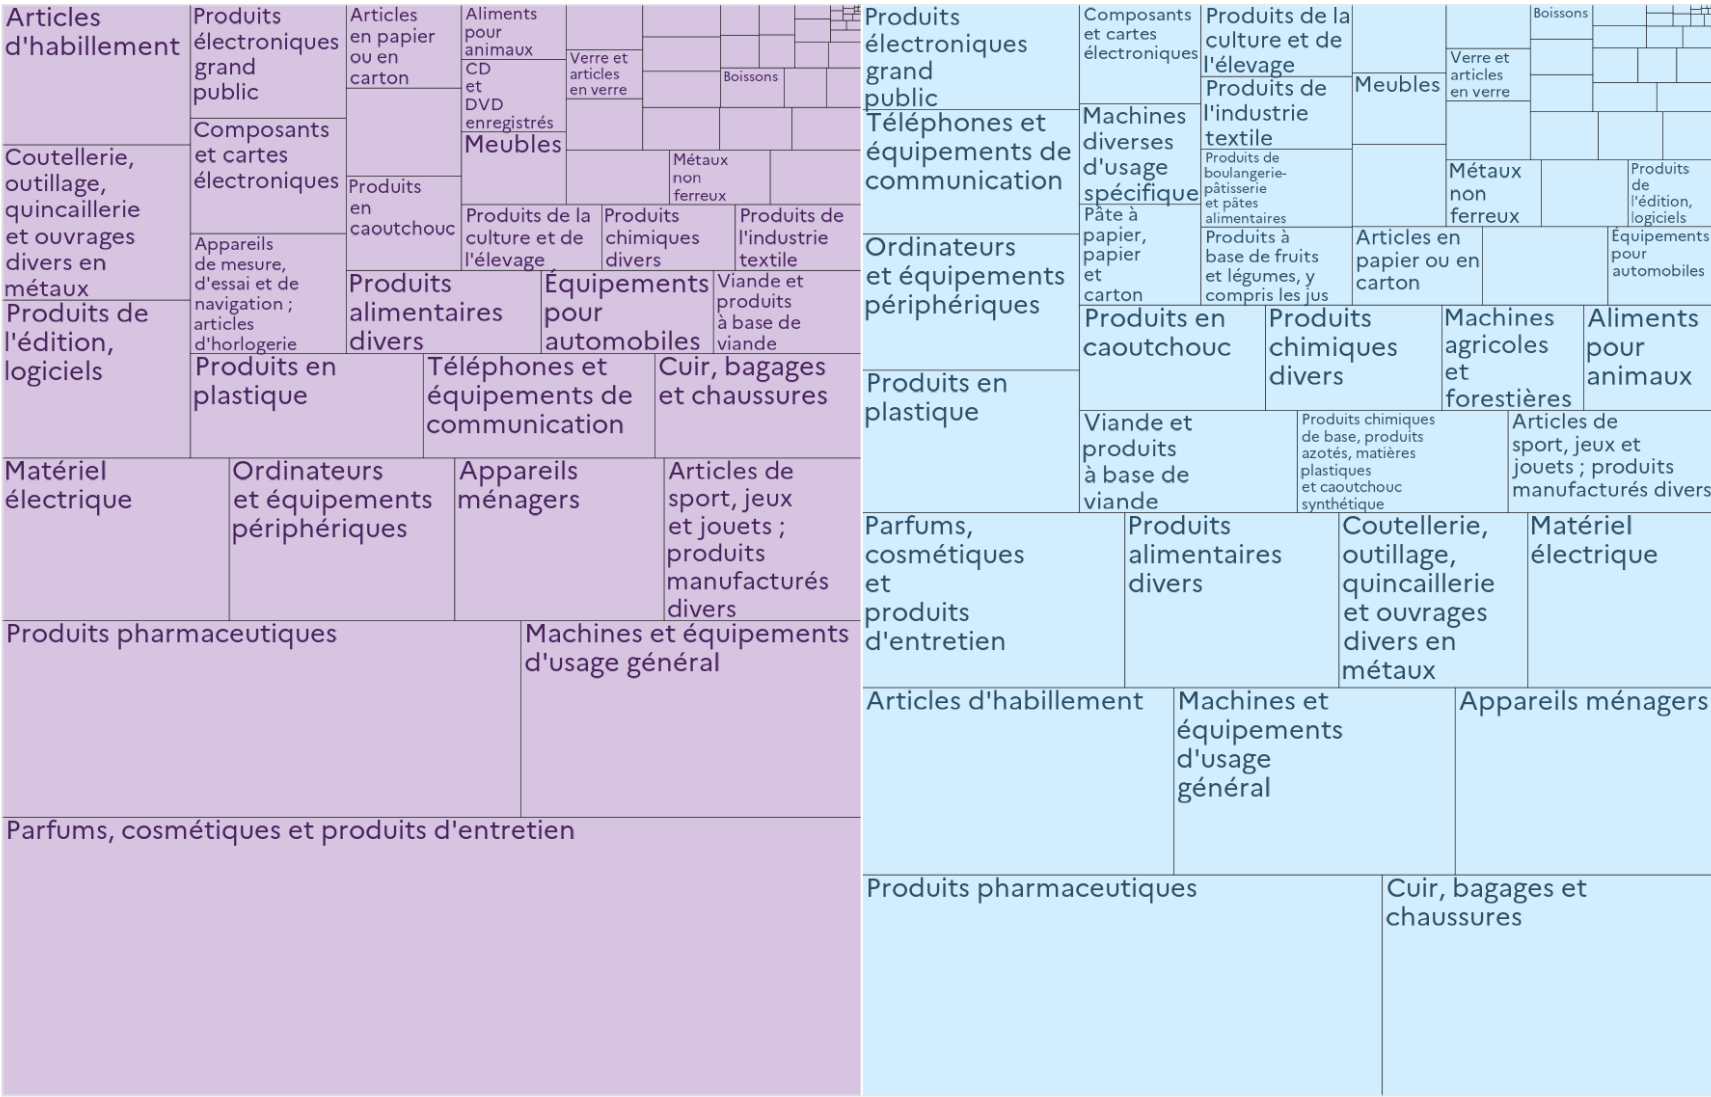 Articles
d'habillement
Produits
électroniques
grand
public
Articles
en papier
ou en
carton
Aliments
pour
animaux
CD
et
DVD
enregistrés
Verre et
articles
en verre
Boissons
Coutellerie,
outillage,
quincaillerie
et ouvrages
divers en
métaux
Composants
et cartes
électroniques
Produits
en
caoutchouc
Meubles
Métaux
non
ferreux
Produits de la
culture et de
l'élevage
Produits
chimiques
divers
Produits de
l'industrie
textile
Appareils
de mesure,
d'essai et de
navigation ;
articles
d'horlogerie
Produits
alimentaires
divers
Équipements
pour
automobiles
Viande et
produits
à base de
viande
Produits de
l'édition,
logiciels
Produits en
plastique
Téléphones et
équipements de
communication
Cuir, bagages
et chaussures
Matériel
électrique
Ordinateurs
et équipements
périphériques
Appareils
ménagers
Articles de
sport, jeux
et jouets ;
produits
manufacturés
divers
Produits pharmaceutiques
Machines et équipements
d'usage général
Parfums, cosmétiques et produits d'entretien
Produits
électroniques
grand
public
Composants
et cartes
électroniques
Produits de la
culture et de
l'élevage
Meubles
Verre et
articles
en verre
Boissons
Téléphones et
équipements de
communication
Machines
diverses
d'usage
spécifique
Produits de
l'industrie
textile
Produits de
boulangerie-
pâtisserie
et pâtes
alimentaires
Métaux
non
ferreux
Produits
de
l'édition,
logiciels
Ordinateurs
et équipements
périphériques
Pâte à
papier,
papier
et
carton
Produits à
base de fruits
et légumes, y
compris les jus
Articles en
papier ou en
carton
Équipements
pour
automobiles
Produits en
caoutchouc
Produits
chimiques
divers
Machines
agricoles
et
forestières
Aliments
pour
animaux
Produits en
plastique
Viande et
produits
à base de
viande
Produits chimiques
de base, produits
azotés, matières
plastiques
et caoutchouc
synthétique
Articles de
sport, jeux et
jouets ; produits
manufacturés divers
Parfums,
cosmétiques
et
produits
d'entretien
Produits
alimentaires
divers
Coutellerie,
outillage,
quincaillerie
et ouvrages
divers en
métaux
Matériel
électrique
Articles d'habillement
Machines et
équipements
d'usage
général
Appareils ménagers
Produits pharmaceutiques
Cuir, bagages et
chaussures